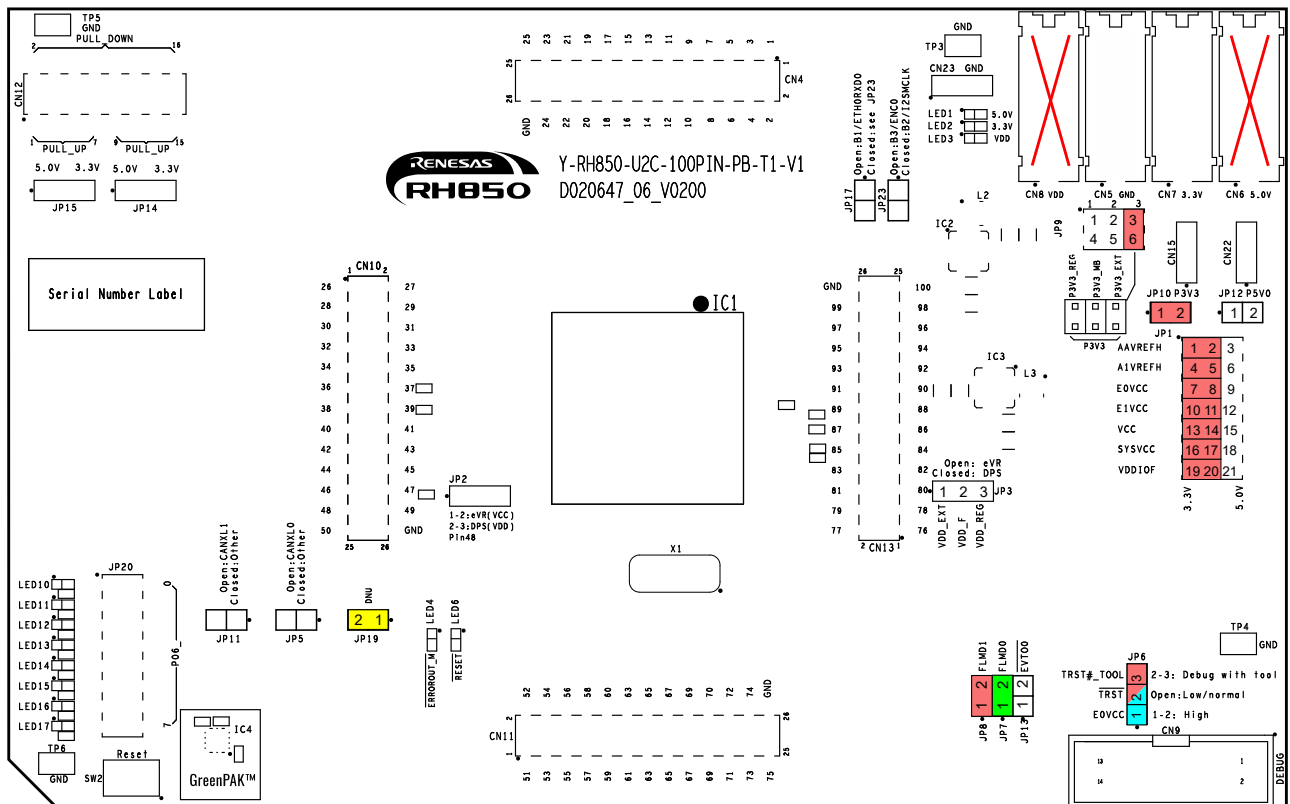 TP5
GND
PULL_DOWN
2 16
CN12
1 7 9 15
PULL_UP PULL_UP
5.0V 3.3V 5.0V 3.3V
JP15 JP14
Serial Number Label
25 23 21 19 17 15 13 11 9 7 5 3 1
25 1
CN4
26 2
GND 24 22 20 18 16 14 12 10 8 6 4 2
RENESAS
RH850
Y-RH850-U2C-100PIN-PB-T1-V1
D020647_06_V0200
Open:B1/ETH0RXD0
Closed:see JP23
JP17
Open:B3/ENCO
Closed:B2/I2SMCLK
JP23
GND
TP3
CN23 GND
LED1 5.0V
LED2 3.3V
LED3 VDD
CN8 VDD
CN5 GND
CN7 3.3V
CN6 5.0V
L2
IC2
JP9
1 2 3
1 2 3
4 5 6
P3V3_REG
P3V3_MB
P3V3_EXT
P3V3
CN15
CN22
JP10 P3V3
1 2
JP12 P5V0
1 2
JP1
AAVREFH 1 2 3
A1VREFH 4 5 6
E0VCC 7 8 9
E1VCC 10 11 12
VCC 13 14 15
SYSVCC 16 17 18
VDDIOF 19 20 21
3.3V
5.0V
1 CN10 2
26 27
28 29
30 31
32 33
34 35
36 37
38 39
40 41
42 43
44 45
46 47
48 49
50 GND
25 26
IC1
26 25
GND 100
99 98
97 96
95 94
93 92
91 90
89 88
87 86
85 84
83 82
81 80
79 78
77 76
2 CN13 1
IC3
L3
Open: eVR
Closed: DPS
1 2 3 JP3
VDD_EXT
VDD_F
VDD_REG
JP2
1-2:eVR(VCC)
2-3:DPS(VDD)
Pin48
X1
LED10
LED11
LED12
LED13
LED14
LED15
LED16
LED17
JP20
0
P06_
7
Open:CANXL1
Closed:Other
JP11
Open:CANXL0
Closed:Other
JP5
DNU
2 1
JP19
LED4
ERROROUT_M
LED6
RESET
TP6
GND
Reset
SW2
IC4
GreenPAK™
52 54 56 58 60 63 65 68 70 72 74 GND
2 26
CN11
1 25
51 53 55 57 59 61 63 65 67 69 71 73 75
FLMD1
2
1
JP8
FLMD0
2
1
JP7
EVTO0
2
1
JP13
TP4
GND
JP6
TRST#_TOOL 3 2-3: Debug with tool
TRST 2 Open:Low/normal
E0VCC 1 1-2: High
CN9
13 1
14 2
DEBUG